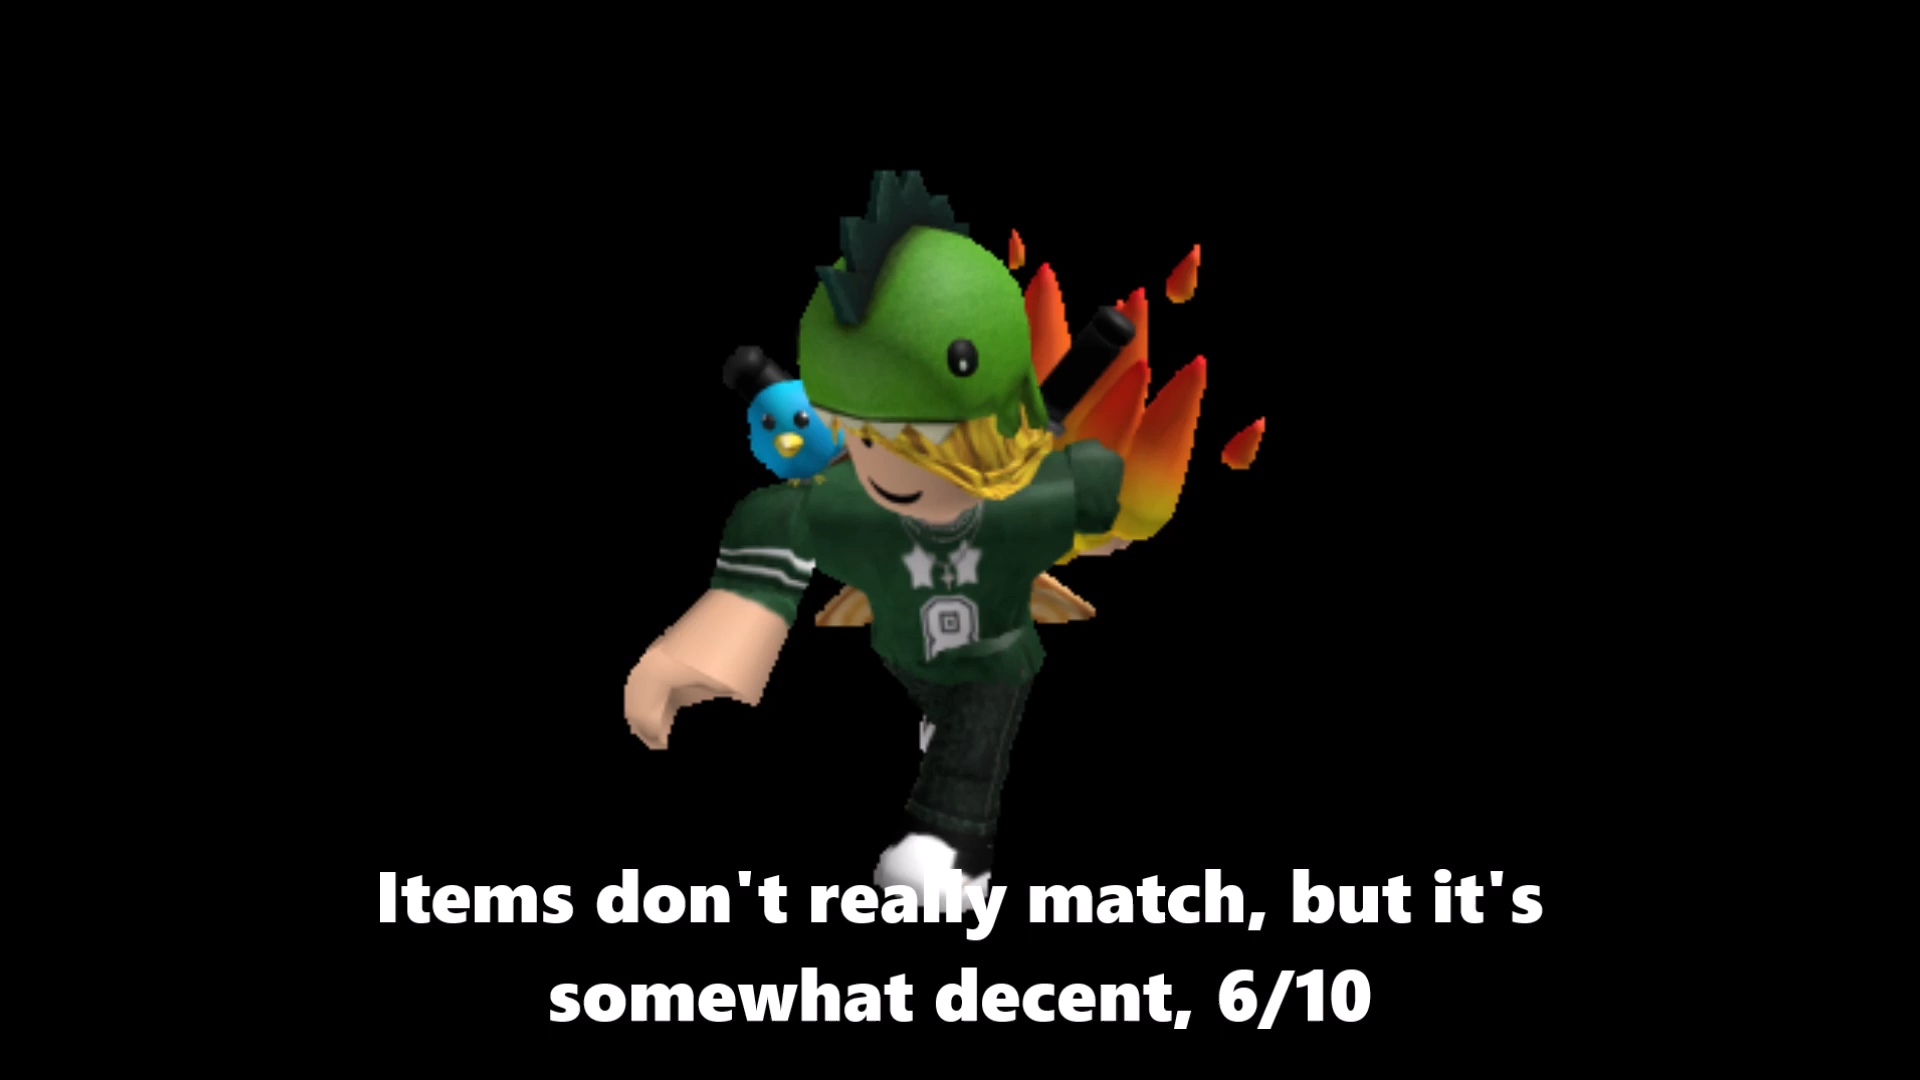 Items don't really match, but it's
somewhat decent, 6/10